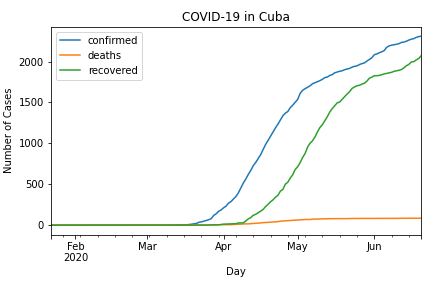 COVID-19 in Cuba
confirmed
deaths
recovered
Number of Cases
2000
1500
1000
500
0
Feb Mar Apr May Jun
2020
Day